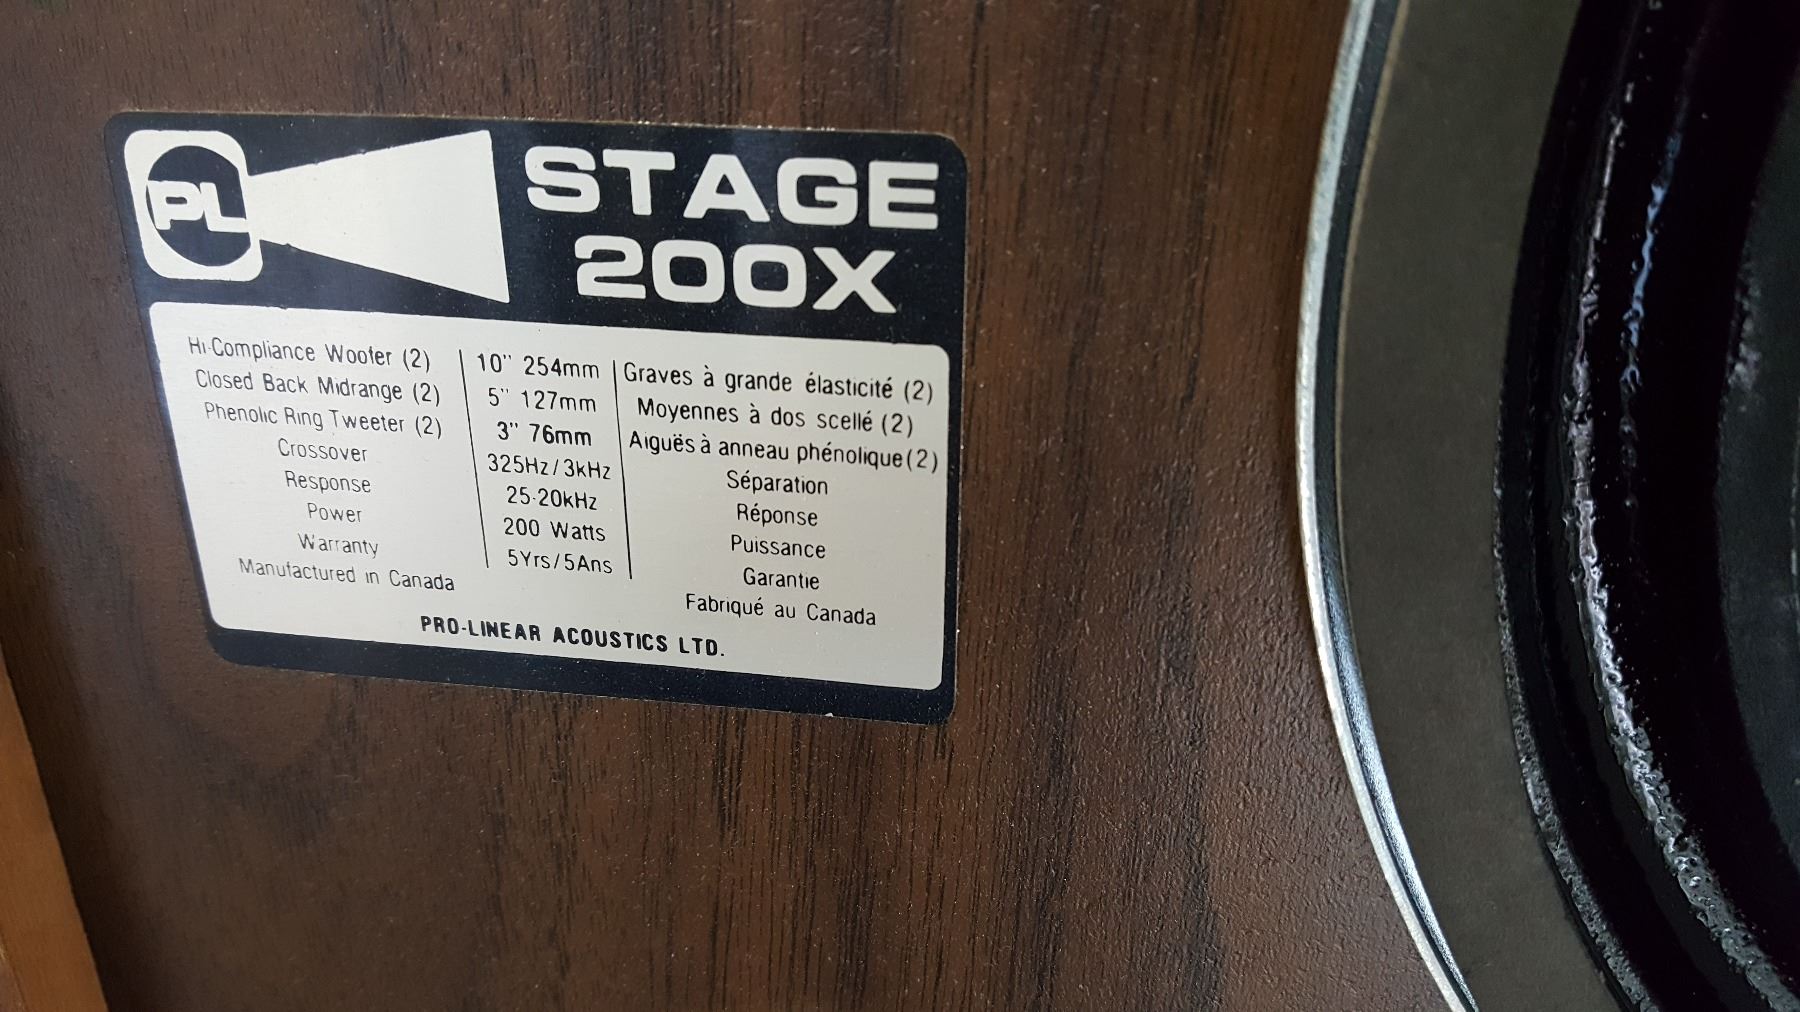 PL
STAGE
200X
Hi-Compliance Woofer (2) 10" 254mm Graves à grande élasticité (2)
Closed Back Midrange (2) 5" 127mm Moyennes à dos scellé (2)
Phenolic Ring Tweeter (2) 3" 76mm Aiguës à anneau phénolique (2)
Crossover 325Hz/3kHz Séparation
Response 25-20kHz Réponse
Power 200 Watts Puissance
Warranty 5Yrs/5Ans Garantie
Manufactured in Canada Fabriqué au Canada
PRO-LINEAR ACOUSTICS LTD.